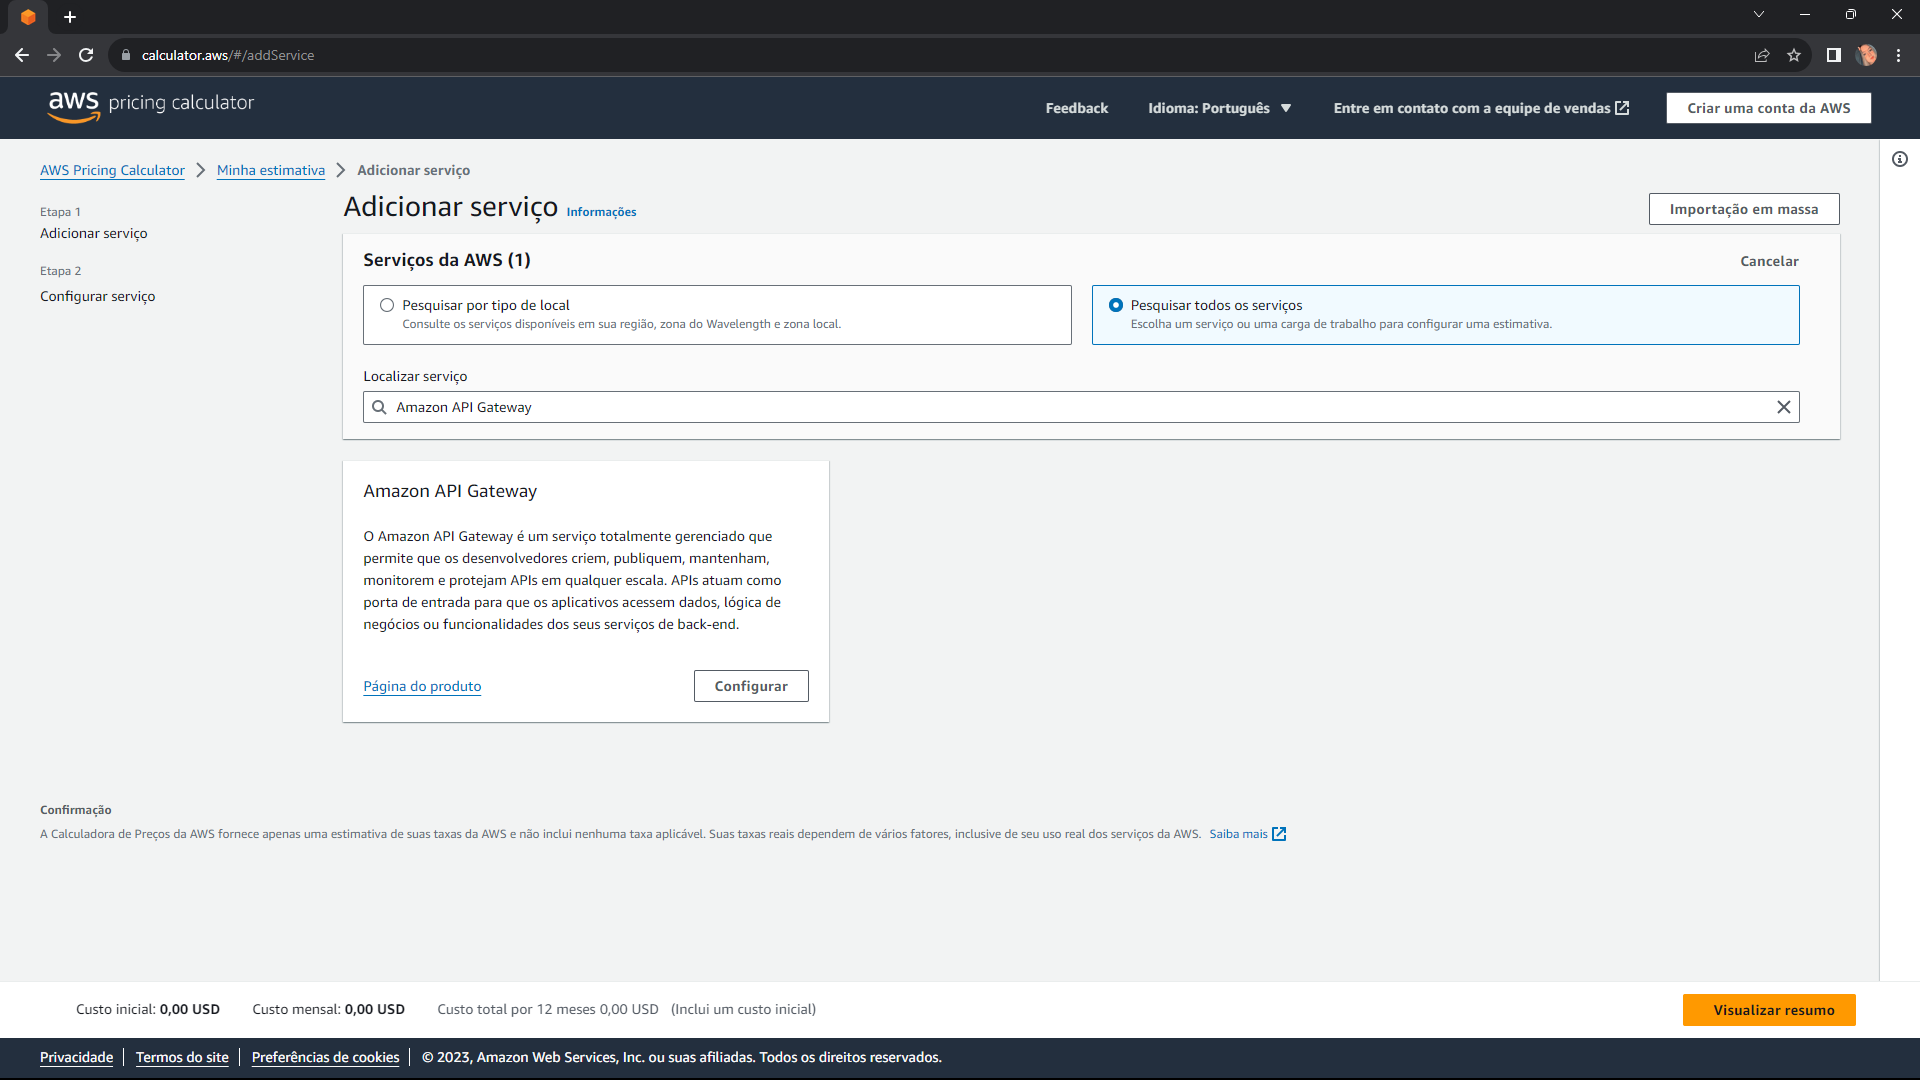 calculator.aws/#/addService
aws pricing calculator
Feedback
Idioma: Português
Entre em contato com a equipe de vendas
Criar uma conta da AWS
AWS Pricing Calculator
Minha estimativa
Adicionar serviço
Etapa 1
Adicionar serviço
Etapa 2
Configurar serviço
Adicionar serviço Informações
Importação em massa
Serviços da AWS (1)
Cancelar
Pesquisar por tipo de local
Consulte os serviços disponíveis em sua região, zona do Wavelength e zona local.
Pesquisar todos os serviços
Escolha um serviço ou uma carga de trabalho para configurar uma estimativa.
Localizar serviço
Amazon API Gateway
Amazon API Gateway
O Amazon API Gateway é um serviço totalmente gerenciado que
permite que os desenvolvedores criem, publiquem, mantenham,
monitorem e protejam APIs em qualquer escala. APIs atuam como
porta de entrada para que os aplicativos acessem dados, lógica de
negócios ou funcionalidades dos seus serviços de back-end.
Página do produto
Configurar
Confirmação
A Calculadora de Preços da AWS fornece apenas uma estimativa de suas taxas da AWS e não inclui nenhuma taxa aplicável. Suas taxas reais dependem de vários fatores, inclusive de seu uso real dos serviços da AWS. Saiba mais
Custo inicial: 0,00 USD
Custo mensal: 0,00 USD
Custo total por 12 meses 0,00 USD (Inclui um custo inicial)
Visualizar resumo
Privacidade
Termos do site
Preferências de cookies
© 2023, Amazon Web Services, Inc. ou suas afiliadas. Todos os direitos reservados.